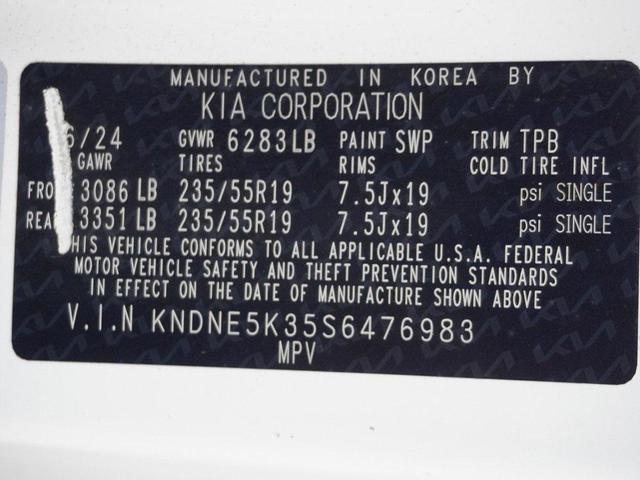 MANUFACTURED IN KOREA BY
KIA CORPORATION
6/24 GVWR 6283LB PAINT SWP TRIM TPB
GAWR TIRES RIMS COLD TIRE INFL
3086 LB 235/55R19 7.5Jx19 psi SINGLE
3351 LB 235/55R19 7.5Jx19 psi SINGLE
THIS VEHICLE CONFORMS TO ALL APPLICABLE U.S.A. FEDERAL
MOTOR VEHICLE SAFETY AND THEFT PREVENTION STANDARDS
IN EFFECT ON THE DATE OF MANUFACTURE SHOWN ABOVE
V.I.N KNDNE5K35S6476983
MPV